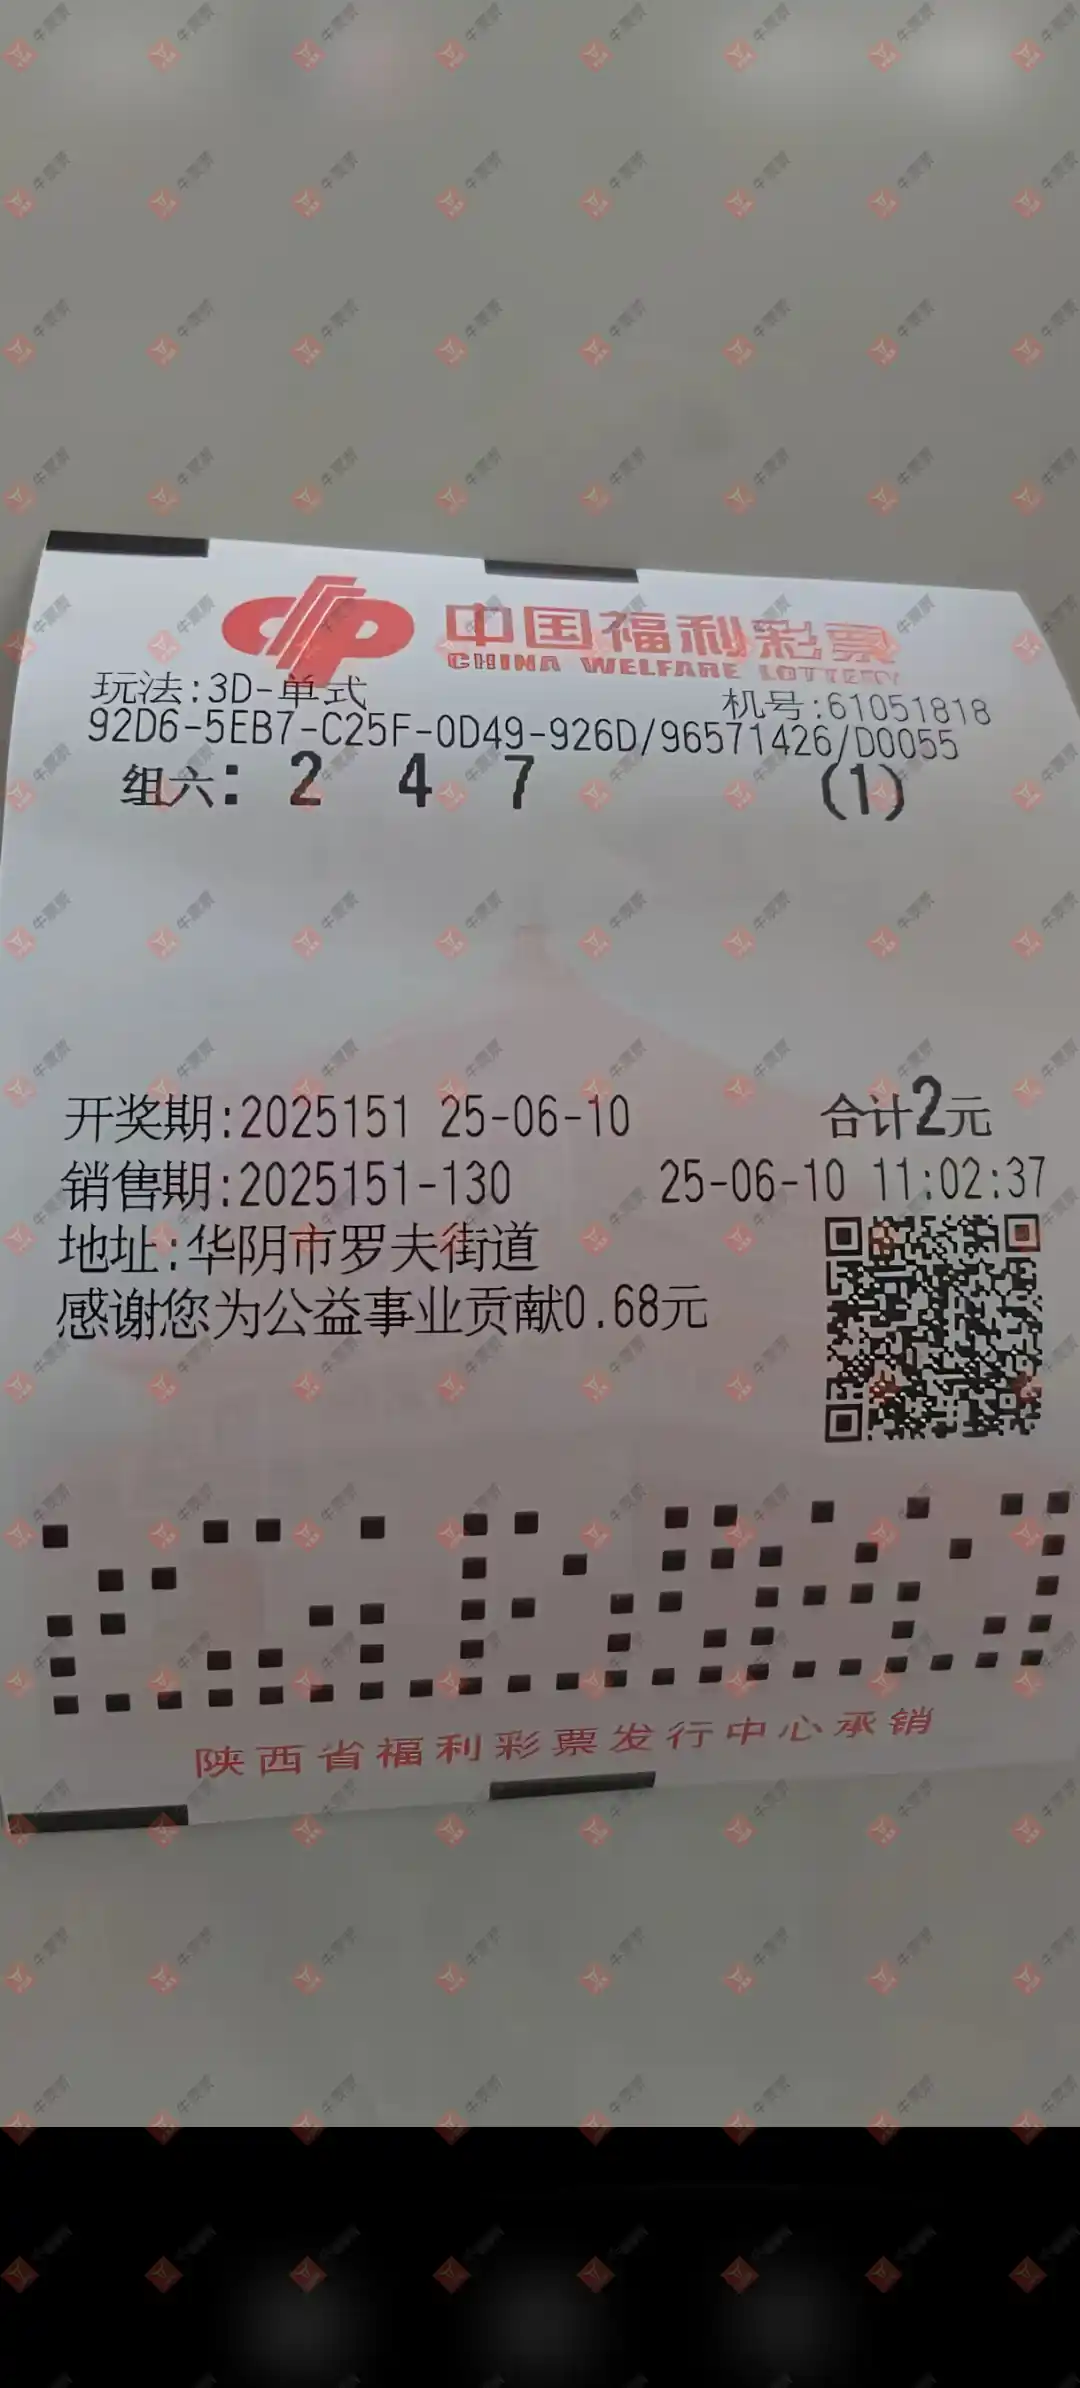 中国福利彩票
CHINA WELFARE LOTTERY
玩法:3D-单式
机号:61051818
92D6-5EB7-C25F-0D49-926D/96571426/D0055
组六: 2 4 7 (1)
开奖期:2025151 25-06-10 合计2元
销售期:2025151-130 25-06-10 11:02:37
地址:华阴市罗夫街道
感谢您为公益事业贡献0.68元
陕西省福利彩票发行中心承销